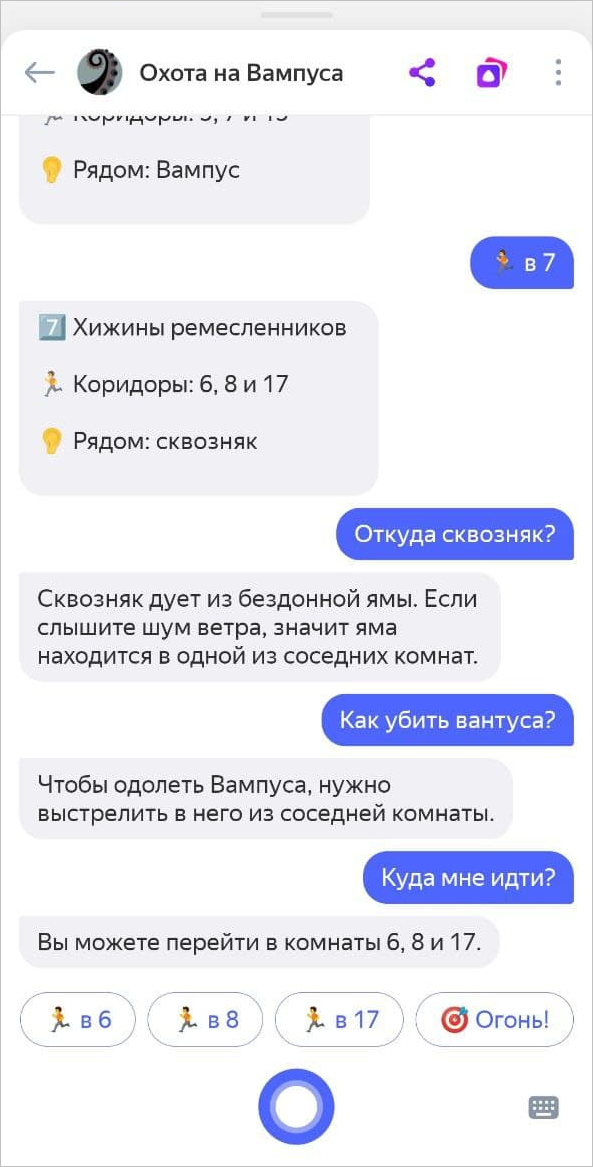 Охота на Вампуса
Рядом: Вампус
в 7
7 Хижины ремесленников
Коридоры: 6, 8 и 17
Рядом: сквозняк
Откуда сквозняк?
Сквозняк дует из бездонной ямы. Если
слышите шум ветра, значит яма
находится в одной из соседних комнат.
Как убить вантуса?
Чтобы одолеть Вампуса, нужно
выстрелить в него из соседней комнаты.
Куда мне идти?
Вы можете перейти в комнаты 6, 8 и 17.
в 6
в 8
в 17
Огонь!